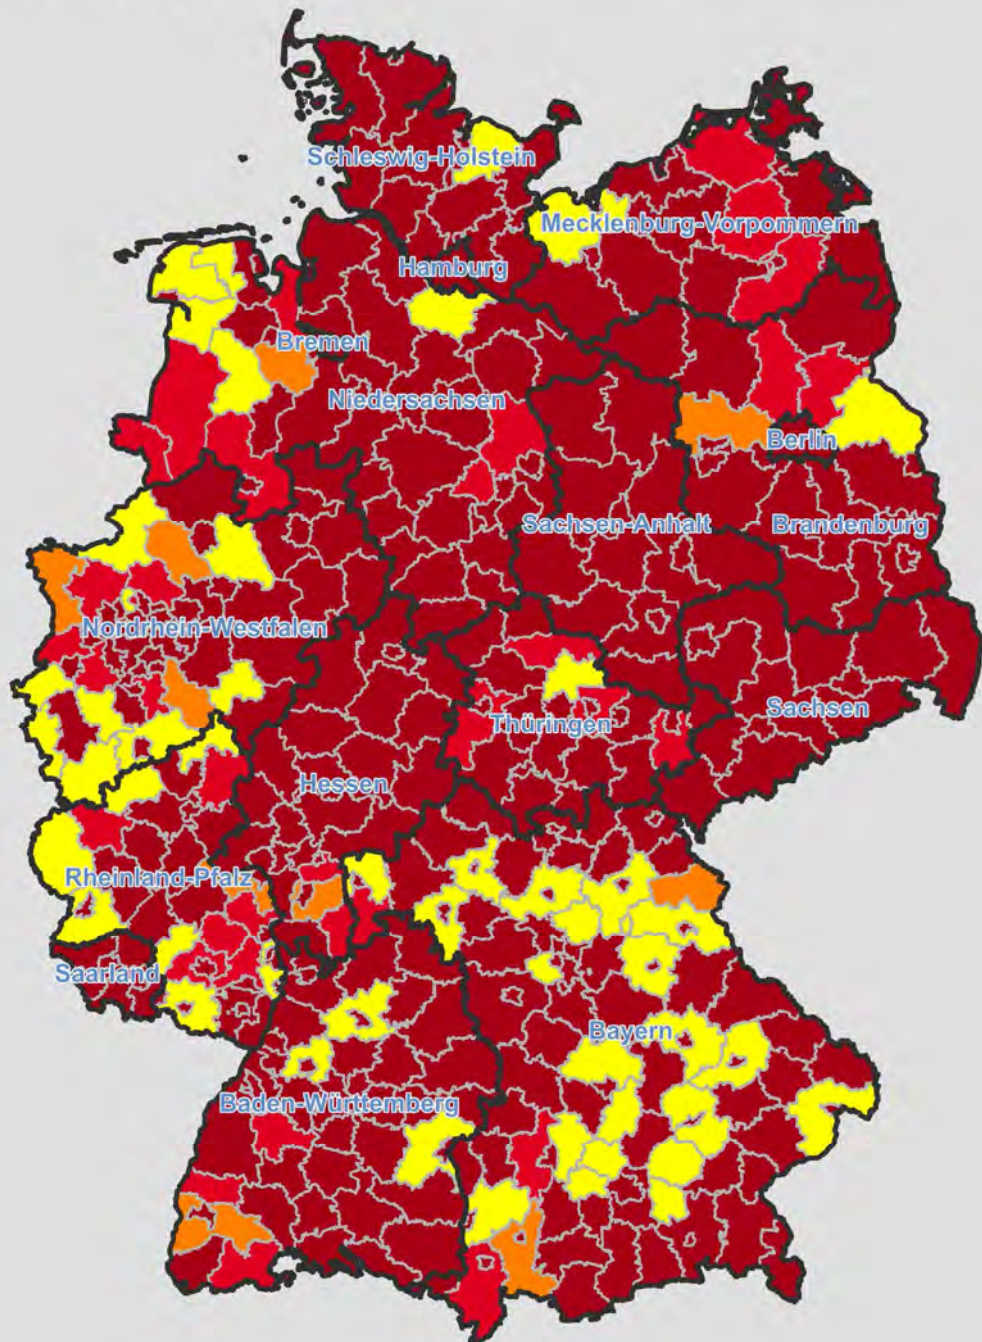 Schleswig-Holstein
Mecklenburg-Vorpommern
Hamburg
Bremen
Niedersachsen
Berlin
Sachsen-Anhalt
Brandenburg
Nordrhein-Westfalen
Sachsen
Thüringen
Hessen
Rheinland-Pfalz
Saarland
Bayern
Baden-Württemberg